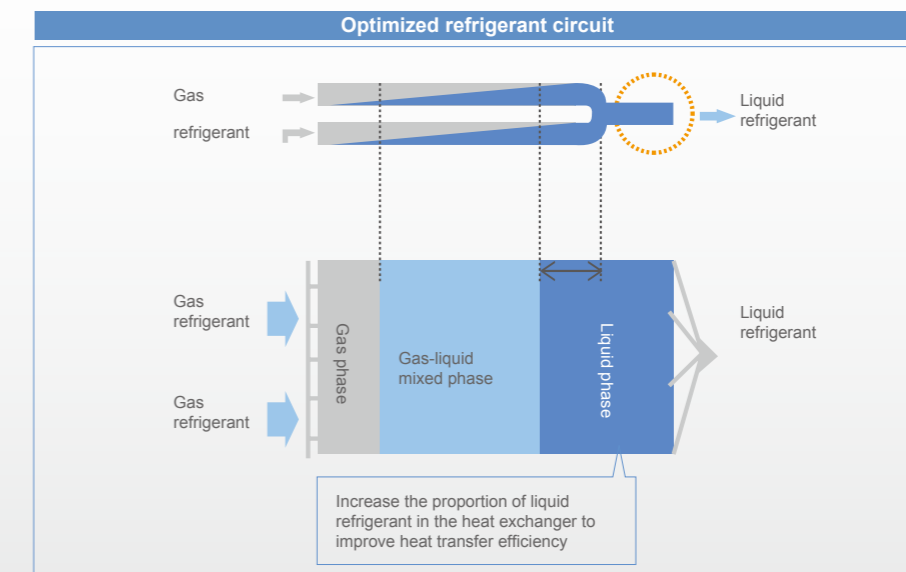 Optimized refrigerant circuit
Gas
refrigerant
Liquid
refrigerant
Gas
refrigerant
Gas
refrigerant
Gas phase
Gas-liquid
mixed phase
Liquid phase
Liquid
refrigerant
Increase the proportion of liquid
refrigerant in the heat exchanger to
improve heat transfer efficiency